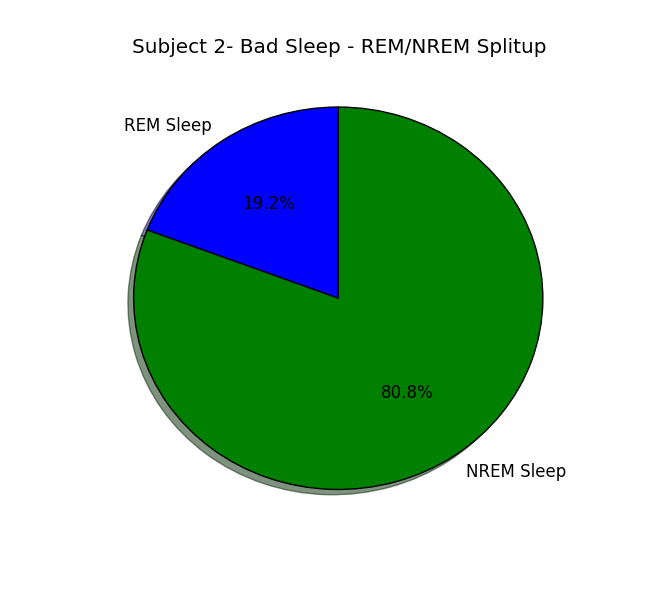 Subject 2- Bad Sleep - REM/NREM Splitup
REM Sleep
19.2%
80.8%
NREM Sleep